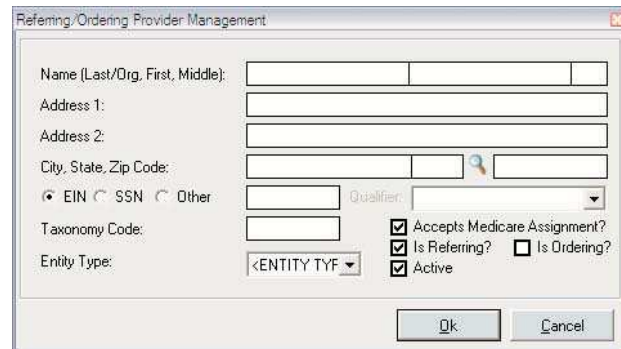 Referring/Ordering Provider Management
Name (Last/Org, First, Middle):
Address 1:
Address 2:
City, State, Zip Code:
EIN SSN Other Qualifier:
Taxonomy Code: Accepts Medicare Assignment?
Is Referring? Is Ordering?
Entity Type: <ENTITY TYF Active
Ok Cancel